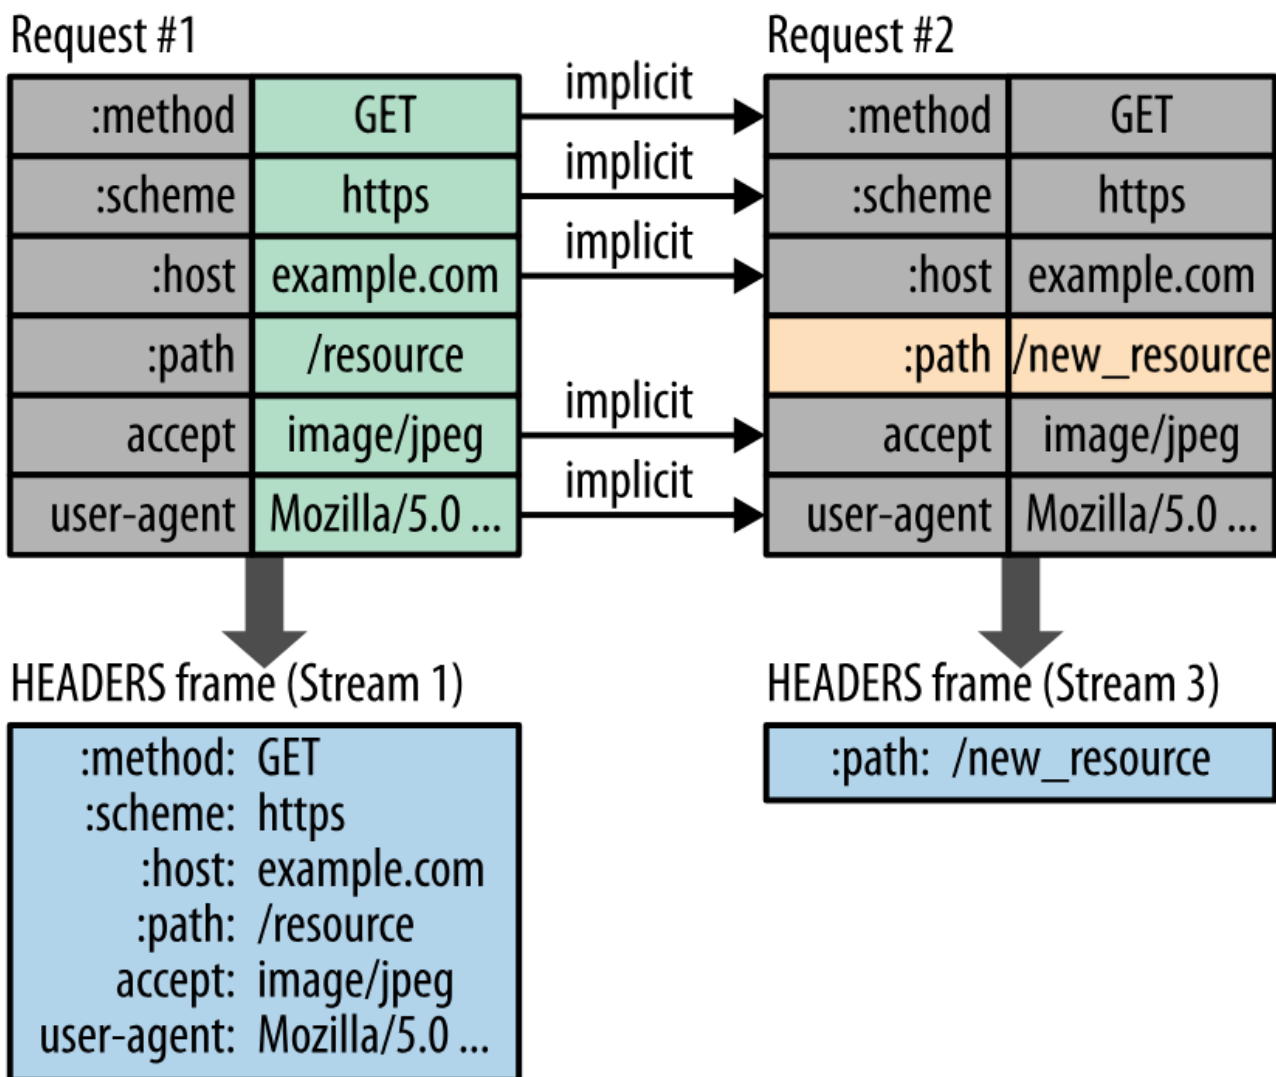 Request #1
:method GET
:scheme https
:host example.com
:path /resource
accept image/jpeg
user-agent Mozilla/5.0 ...
implicit
implicit
implicit
implicit
implicit
Request #2
:method GET
:scheme https
:host example.com
:path /new_resource
accept image/jpeg
user-agent Mozilla/5.0 ...
HEADERS frame (Stream 1)
:method: GET
:scheme: https
:host: example.com
:path: /resource
accept: image/jpeg
user-agent: Mozilla/5.0 ...
HEADERS frame (Stream 3)
:path: /new_resource